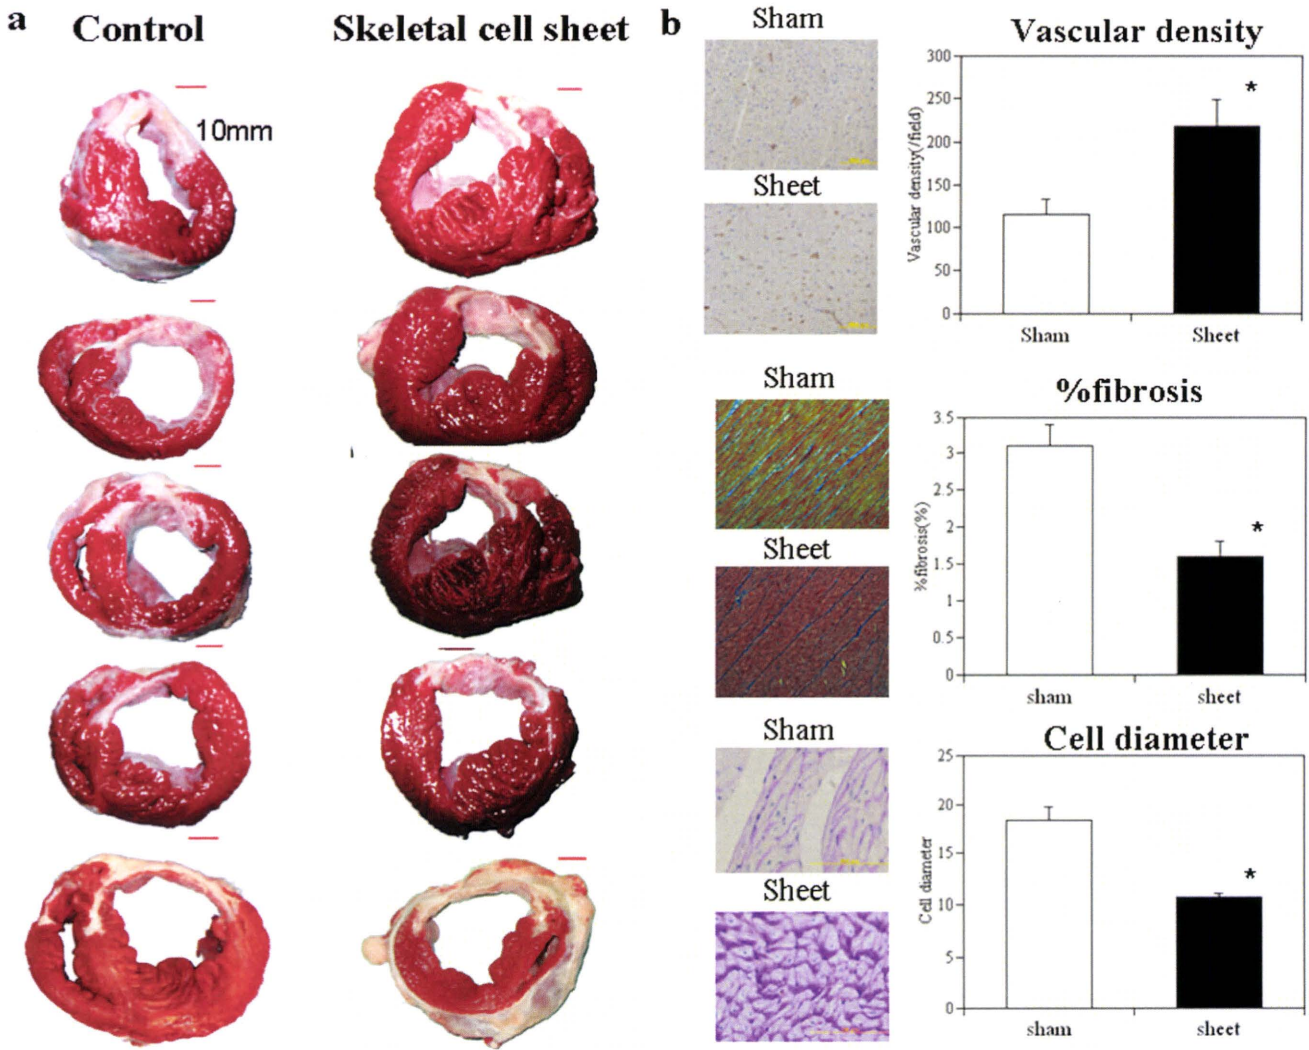 a
Control
Skeletal cell sheet
10mm
b
Sham
Sheet
Vascular density
Vascular density(/field)
300
250
200
150
100
50
0
*
Sham
Sheet
Sham
Sheet
%fibrosis
%fibrosis(%)
3.5
3
2.5
2
1.5
1
0.5
0
*
sham
sheet
Sham
Sheet
Cell diameter
Cell diameter
25
20
15
10
5
0
*
sham
sheet